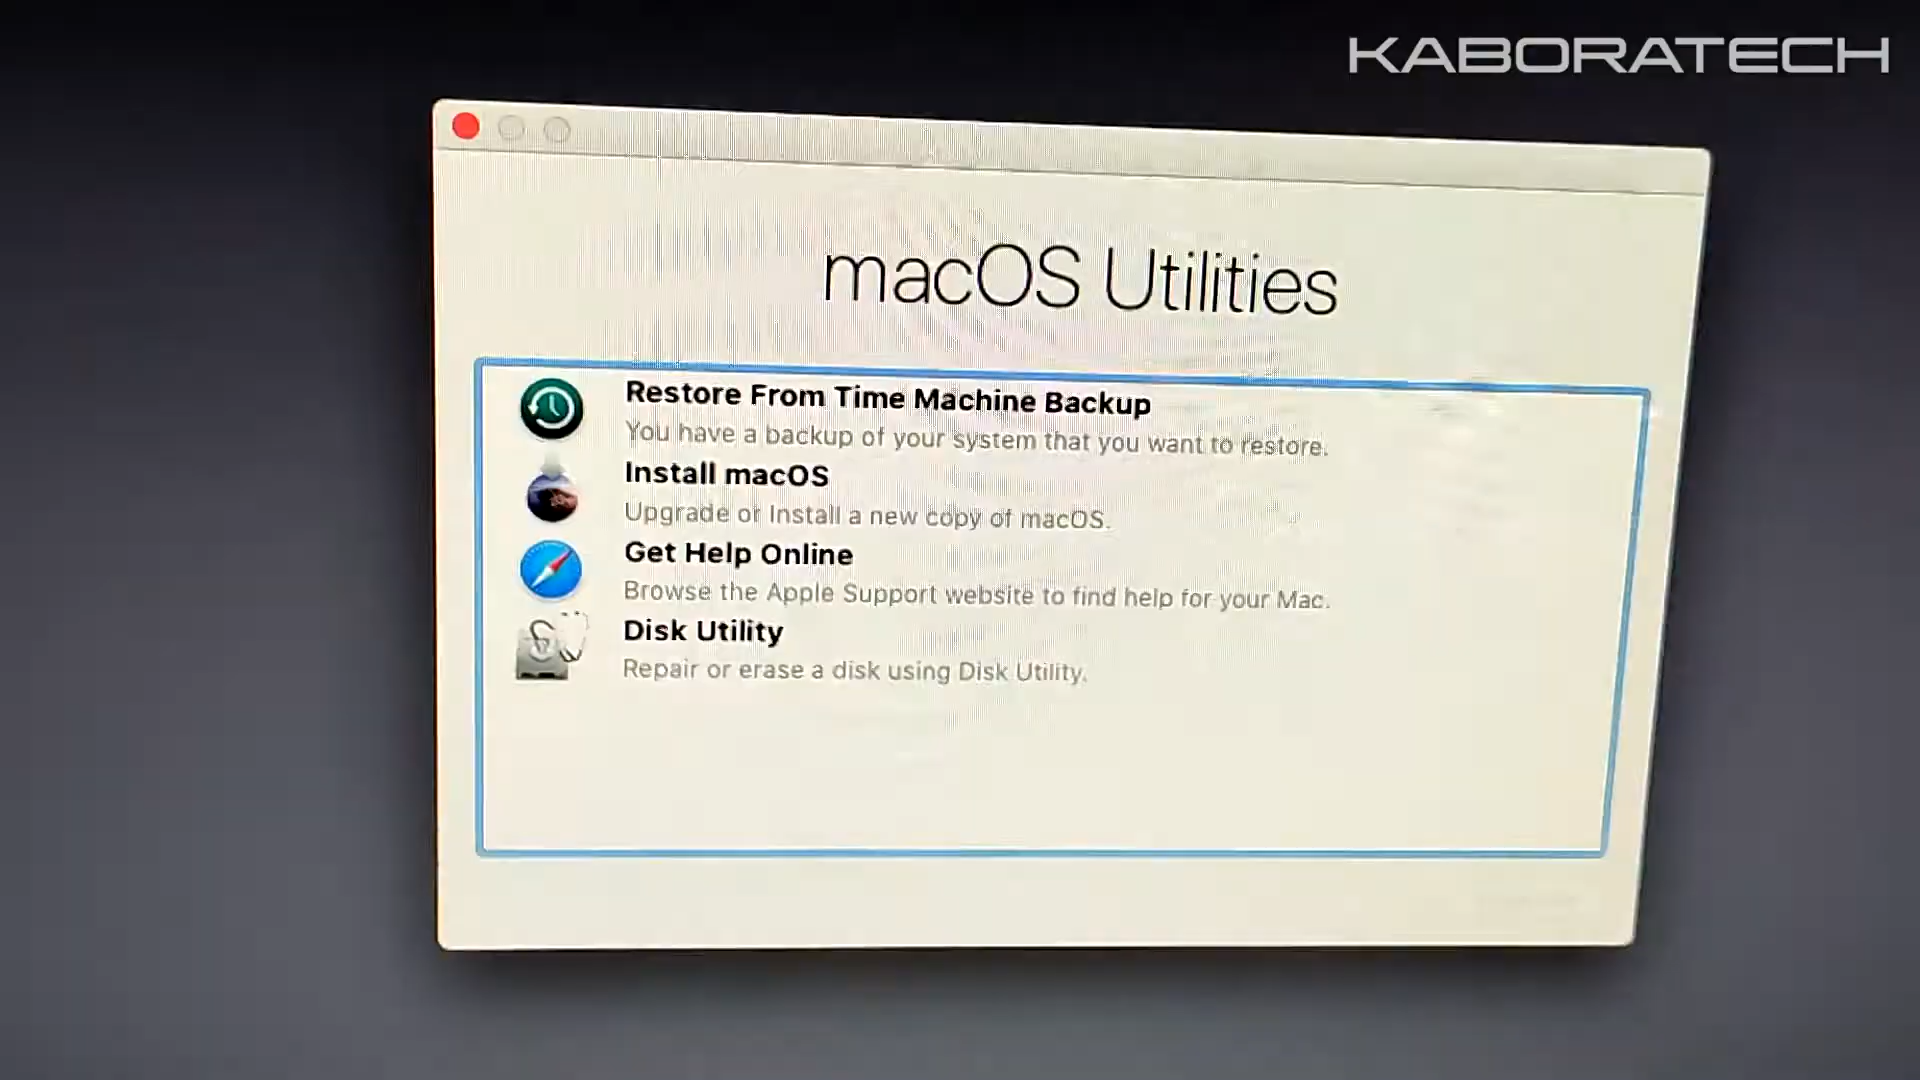 KABORATECH
macOS Utilities
Restore From Time Machine Backup
You have a backup of your system that you want to restore.
Install macOS
Upgrade or Install a new copy of macOS.
Get Help Online
Browse the Apple Support website to find help for your Mac.
Disk Utility
Repair or erase a disk using Disk Utility.